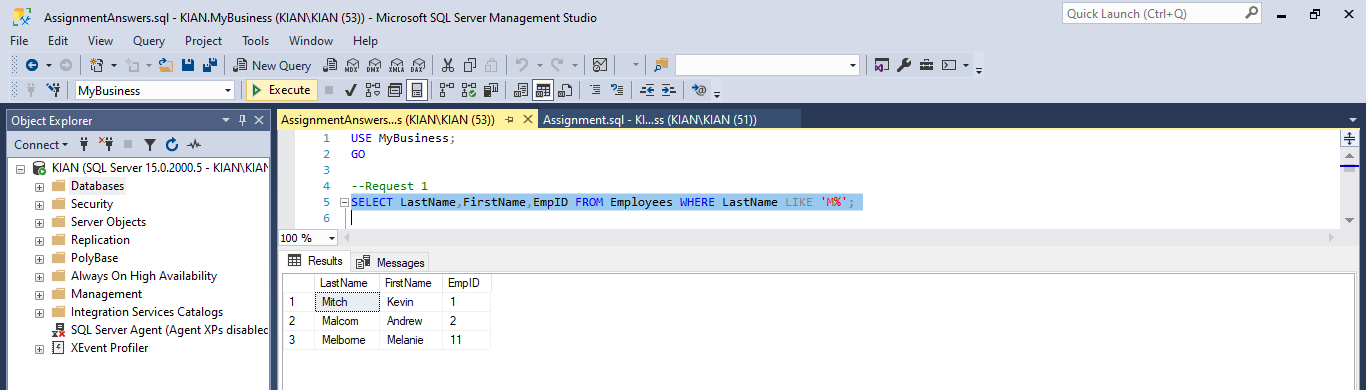 AssignmentAnswers.sql - KIAN.MyBusiness (KIAN\KIAN (53)) - Microsoft SQL Server Management Studio
Quick Launch (Ctrl+Q)
File Edit View Query Project Tools Window Help
New Query MDX DMX XMLA DAX
MyBusiness Execute
Object Explorer
Connect
KIAN (SQL Server 15.0.2000.5 - KIAN\KIAN
Databases
Security
Server Objects
Replication
PolyBase
Always On High Availability
Management
Integration Services Catalogs
SQL Server Agent (Agent XPs disabled
XEvent Profiler
AssignmentAnswers...s (KIAN\KIAN (53)) Assignment.sql - KI...ss (KIAN\KIAN (51))
1 USE MyBusiness;
2 GO
3
4 --Request 1
5 SELECT LastName,FirstName,EmpID FROM Employees WHERE LastName LIKE 'M%';
6
100 %
Results Messages
LastName FirstName EmpID
1 Mitch Kevin 1
2 Malcom Andrew 2
3 Melborne Melanie 11